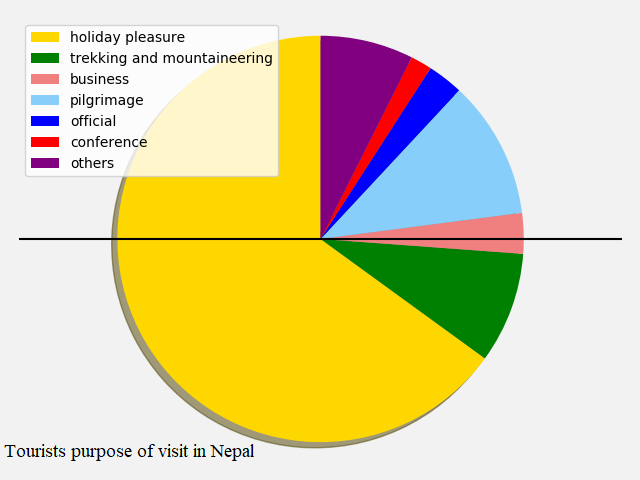 holiday pleasure
trekking and mountaineering
business
pilgrimage
official
conference
others
Tourists purpose of visit in Nepal